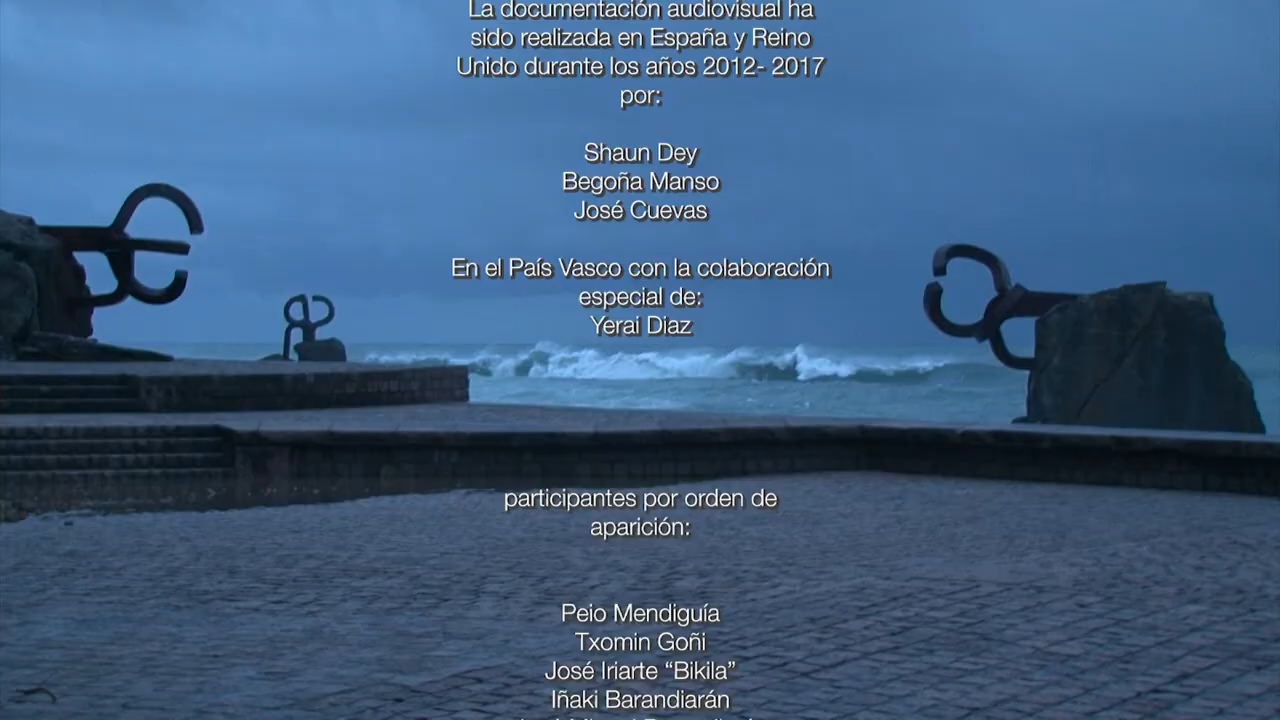 La documentación audiovisual ha
sido realizada en España y Reino
Unido durante los años 2012- 2017
por:
Shaun Dey
Begoña Manso
José Cuevas
En el País Vasco con la colaboración
especial de:
Yerai Diaz
participantes por orden de
aparición:
Peio Mendiguía
Txomin Goñi
José Iriarte “Bikila”
Iñaki Barandiarán